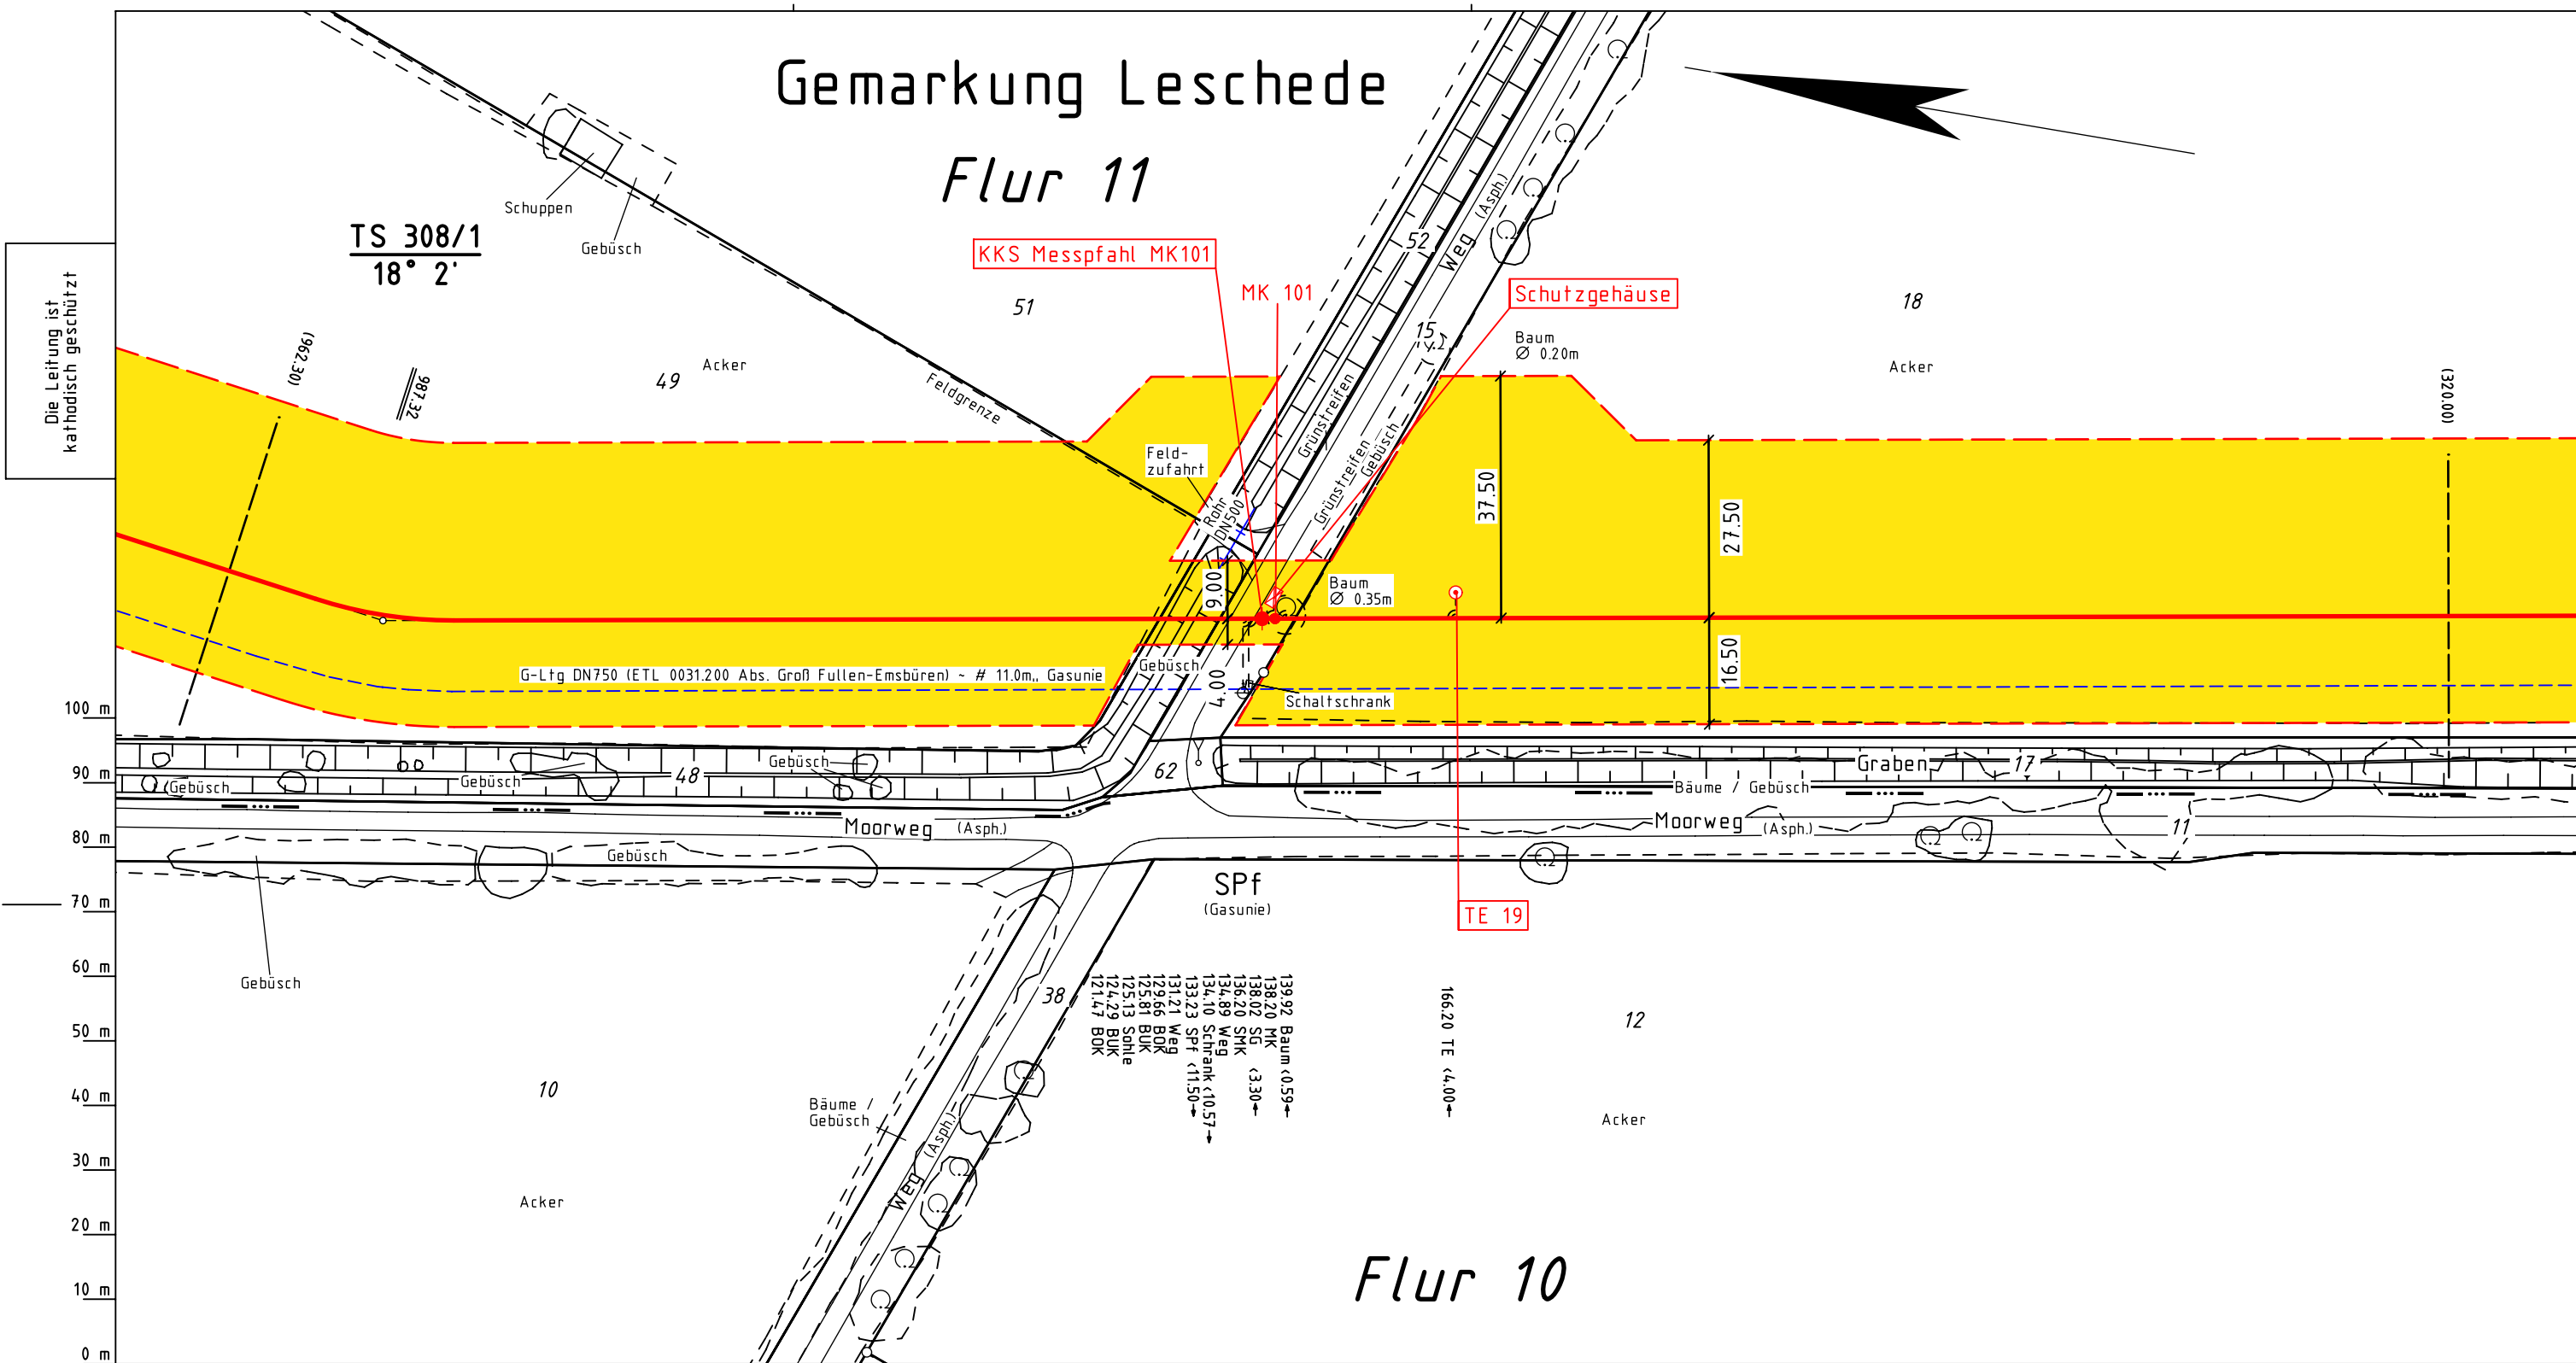 Gemarkung Leschede
Flur 11
Schuppen
Gebüsch
TS 308/1
18° 2'
KKS Messpfahl MK101
MK 101
Schutzgehäuse
Die Leitung ist
kathodisch geschützt
(962.30)
987.32
49
Acker
51
Feldgrenze
52
Weg
(Asph.)
15
Baum
Ø 0.20m
18
Acker
(320.00)
Feld-
zufahrt
Rohr
DN500
Grünstreifen
Grünstreifen
Gebüsch
37.50
27.50
9.00
Baum
Ø 0.35m
16.50
G-Ltg DN750 (ETL 0031.200 Abs. Groß Fullen-Emsbüren) ~ # 11.0m,, Gasunie
Gebüsch
4.00
Schaltschrank
100 m
90 m
80 m
70 m
60 m
50 m
40 m
30 m
20 m
10 m
0 m
Gebüsch
Gebüsch
48
Gebüsch
62
Graben
17
Bäume / Gebüsch
Moorweg (Asph.)
Moorweg (Asph.)
11
Gebüsch
Gebüsch
SPf
(Gasunie)
TE 19
38
121.47 BOK
124.29 BUK
125.13 Sohle
125.81 BUK
129.66 BOK
131.21 Weg
133.23 SPf <11.50
134.10 Schrank <10.57
134.89 Weg
136.20 SMK
138.02 SG <3.30
138.20 MK
139.92 Baum <0.59
166.20 TE <4.00
12
10
Bäume /
Gebüsch
Weg
(Asph.)
Acker
Acker
Flur 10